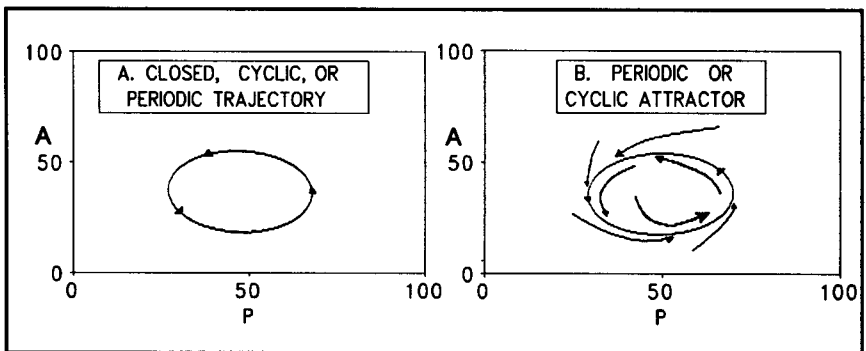 100
A. CLOSED, CYCLIC, OR
PERIODIC TRAJECTORY
A
50
0
0
50
100
P
100
B. PERIODIC OR
CYCLIC ATTRACTOR
A
50
0
0
50
100
P